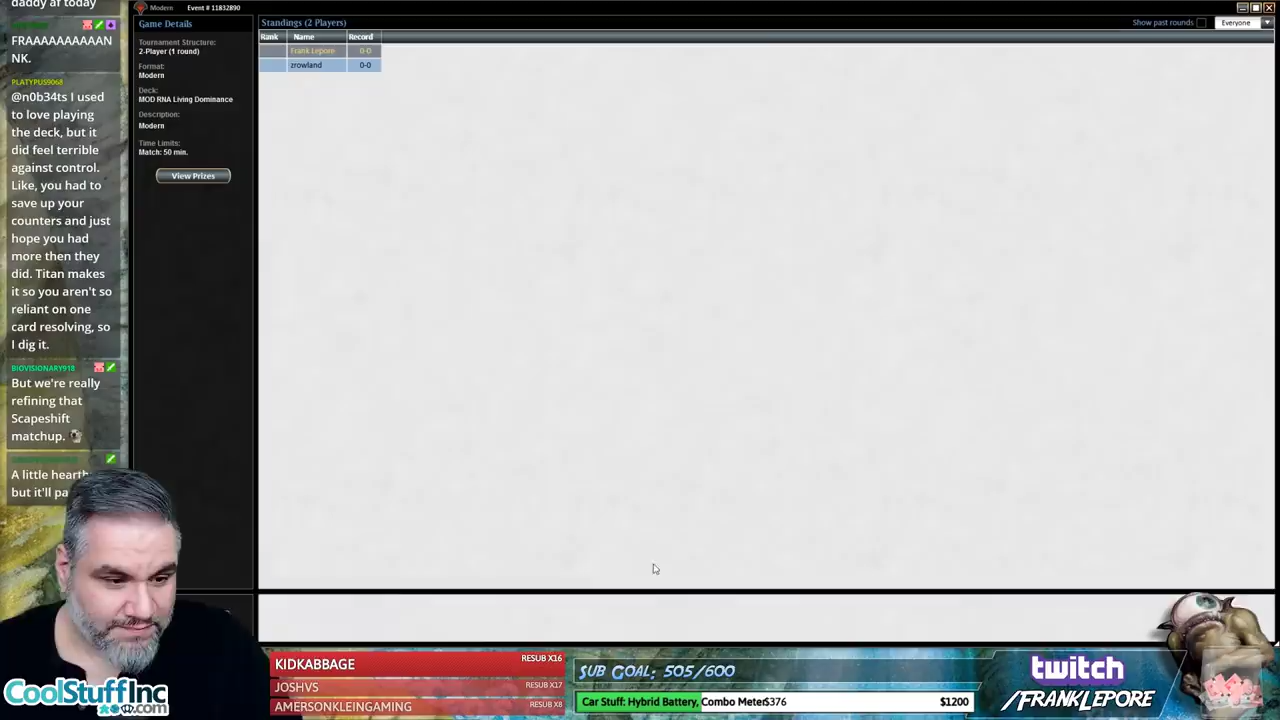 daddy af today
FRAAAAAAAAAAN
NK.
PLATYPUS9068
@n0b34ts I used
to love playing
the deck, but it
did feel terrible
against control.
Like, you had to
save up your
counters and just
hope you had
more then they
did. Titan makes
it so you aren't so
reliant on one
card resolving, so
I dig it.
BIOVISIONARY918
But we're really
refining that
Scapeshift
matchup.
A little
but it'll
Modern Event # 11832890
Game Details
Tournament Structure:
2-Player (1 round)
Format:
Modern
Deck:
MOD RNA Living Dominance
Description:
Modern
Time Limits:
Match: 50 min.
View Prizes
Standings (2 Players)
Show past rounds
Everyone
Rank Name Record
Frank Lepore 0-0
zrowland 0-0
CoolStuffInc
.com
KIDKABBAGE RESUB X16
JOSHVS RESUB X17
AMERSONKLEINGAMING RESUB X8
SUB GOAL: 505/600
Car Stuff: Hybrid Battery, Combo Meter $376 $1200
twitch
/FRANKLEPORE